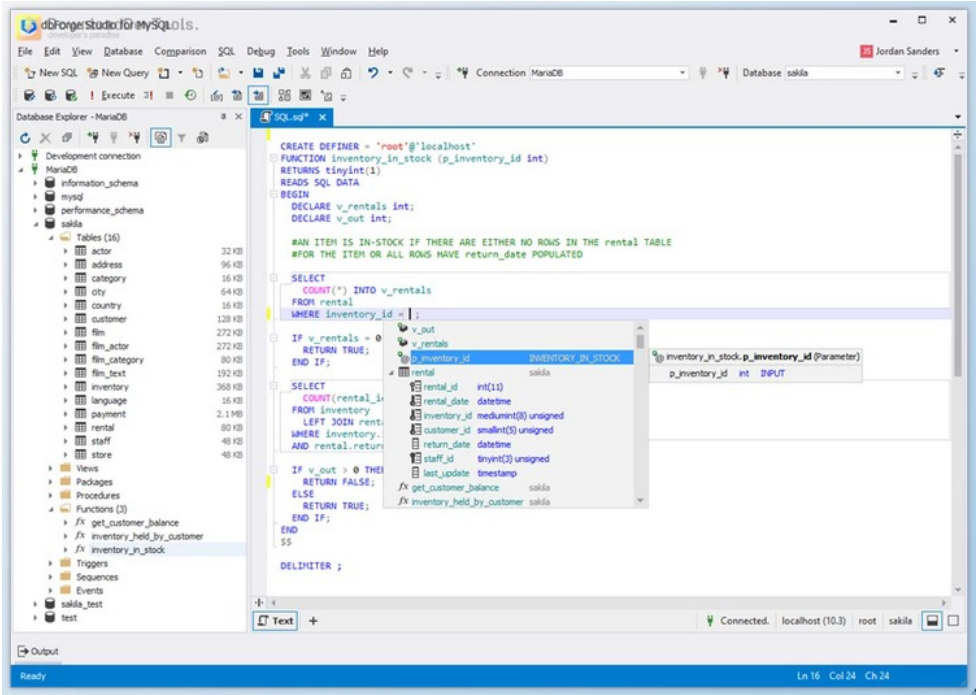 dbForge Studio for MySQL
developer's paradise
File Edit View Database Comparison SQL Debug Tools Window Help
JS Jordan Sanders
New SQL New Query Connection MariaDB Database sakila
Execute
Database Explorer - MariaDB
SQL.sql*
Development connection
MariaDB
information_schema
mysql
performance_schema
sakila
Tables (16)
actor 32 KB
address 96 KB
category 16 KB
city 64 KB
country 16 KB
customer 128 KB
film 272 KB
film_actor 272 KB
film_category 80 KB
film_text 192 KB
inventory 368 KB
language 16 KB
payment 2.1 MB
rental 80 KB
staff 48 KB
store 48 KB
Views
Packages
Procedures
Functions (3)
fx get_customer_balance
fx inventory_held_by_customer
fx inventory_in_stock
Triggers
Sequences
Events
sakila_test
test
CREATE DEFINER = 'root'@'localhost'
FUNCTION inventory_in_stock (p_inventory_id int)
RETURNS tinyint(1)
READS SQL DATA
BEGIN
DECLARE v_rentals int;
DECLARE v_out int;
#AN ITEM IS IN-STOCK IF THERE ARE EITHER NO ROWS IN THE rental TABLE
#FOR THE ITEM OR ALL ROWS HAVE return_date POPULATED
SELECT
COUNT(*) INTO v_rentals
FROM rental
WHERE inventory_id = ;
IF v_rentals = 0
RETURN TRUE;
END IF;
SELECT
COUNT(rental_i
FROM inventory
LEFT JOIN rent
WHERE inventory.
AND rental.retur
IF v_out > 0 THE
RETURN FALSE;
ELSE
RETURN TRUE;
END IF;
END
$$
DELIMITER ;
v_out
v_rentals
p_inventory_id INVENTORY_IN_STOCK
rental sakila
rental_id int(11)
rental_date datetime
inventory_id mediumint(8) unsigned
customer_id smallint(5) unsigned
return_date datetime
staff_id tinyint(3) unsigned
last_update timestamp
fx get_customer_balance sakila
fx inventory_held_by_customer sakila
inventory_in_stock.p_inventory_id (Parameter)
p_inventory_id int INPUT
Text +
Connected. localhost (10.3) root sakila
Output
Ready
Ln 16 Col 24 Ch 24